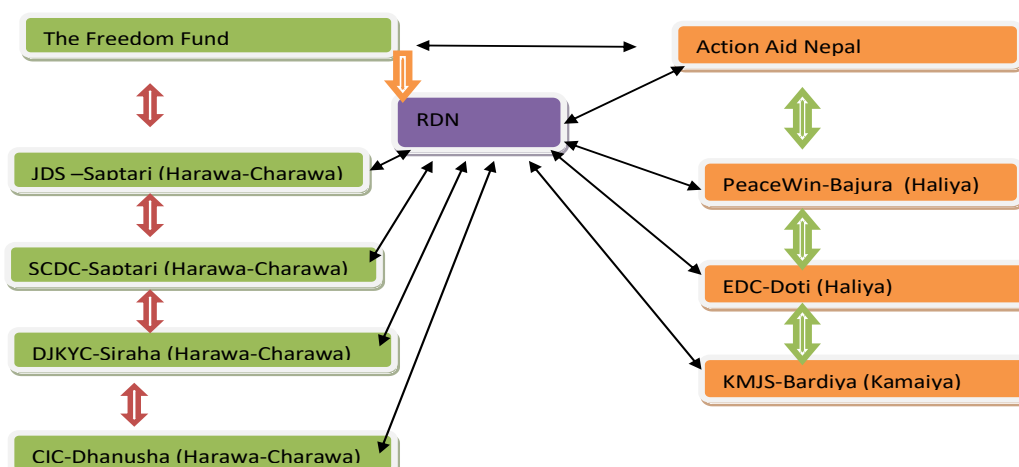 The Freedom Fund
Action Aid Nepal
RDN
JDS –Saptari (Harawa-Charawa)
PeaceWin-Bajura (Haliya)
SCDC-Saptari (Harawa-Charawa)
EDC-Doti (Haliya)
DJKYC-Siraha (Harawa-Charawa)
KMJS-Bardiya (Kamaiya)
CIC-Dhanusha (Harawa-Charawa)